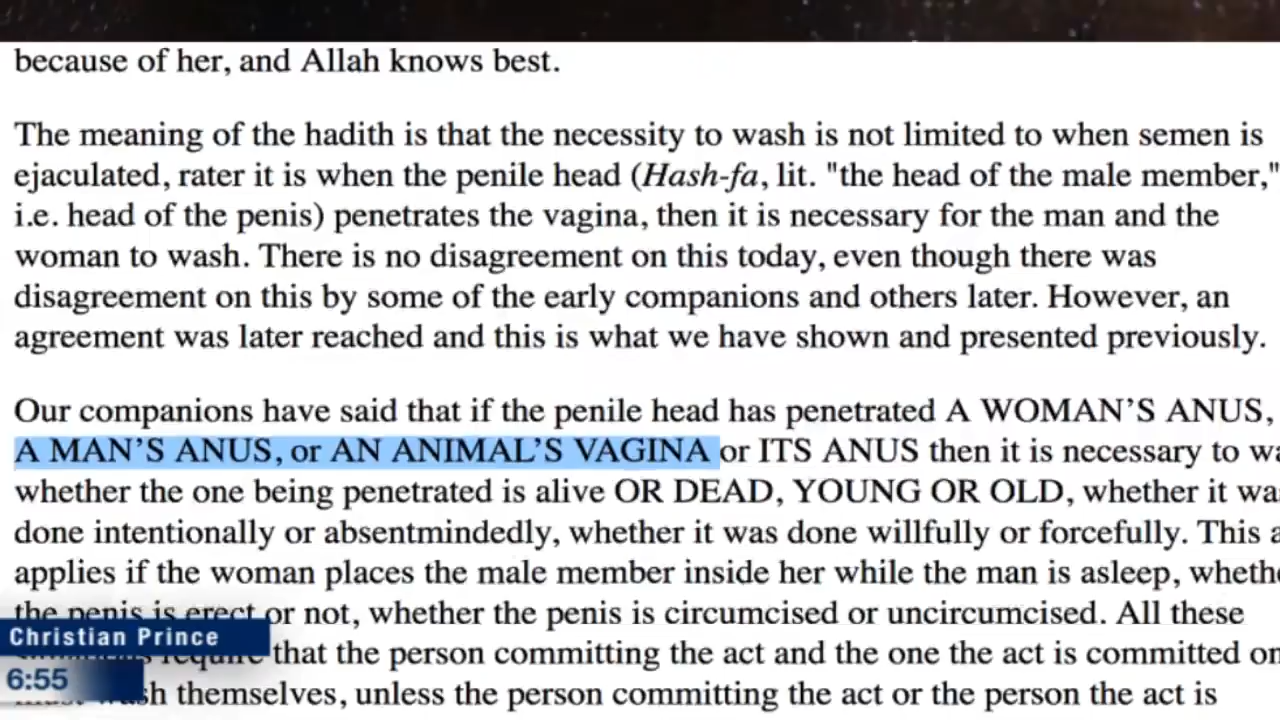 because of her, and Allah knows best.
The meaning of the hadith is that the necessity to wash is not limited to when semen is
ejaculated, rater it is when the penile head (Hash-fa, lit. "the head of the male member,"
i.e. head of the penis) penetrates the vagina, then it is necessary for the man and the
woman to wash. There is no disagreement on this today, even though there was
disagreement on this by some of the early companions and others later. However, an
agreement was later reached and this is what we have shown and presented previously.
Our companions have said that if the penile head has penetrated A WOMAN’S ANUS,
A MAN’S ANUS, or AN ANIMAL’S VAGINA or ITS ANUS then it is necessary to
whether the one being penetrated is alive OR DEAD, YOUNG OR OLD, whether it
done intentionally or absentmindedly, whether it was done willfully or forcefully. This
applies if the woman places the male member inside her while the man is asleep,
the penis is erect or not, whether the penis is circumcised or uncircumcised. All these
require that the person committing the act and the one the act is committed
themselves, unless the person committing the act or the person the act is
Christian Prince
6:55